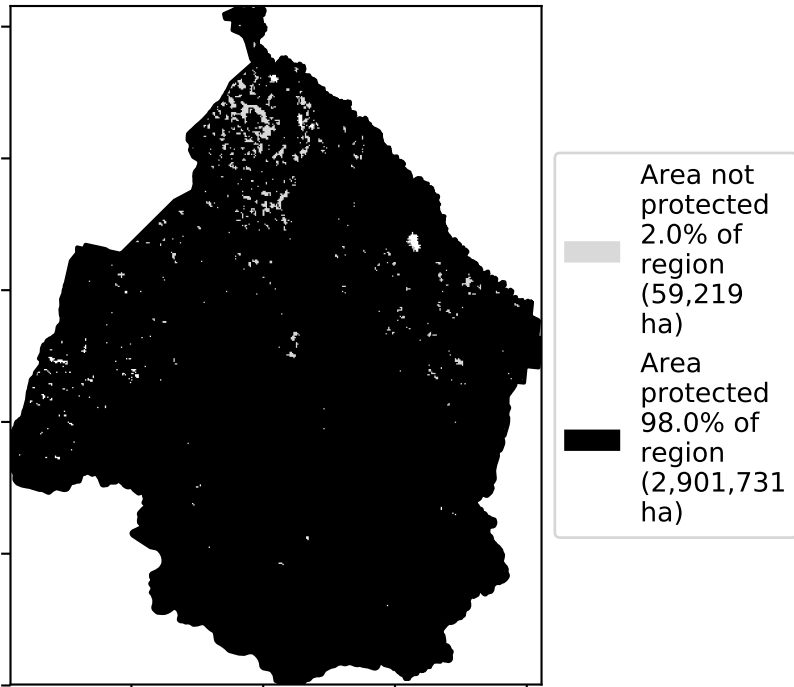 Area not
protected
2.0% of
region
(59,219
ha)
Area
protected
98.0% of
region
(2,901,731
ha)